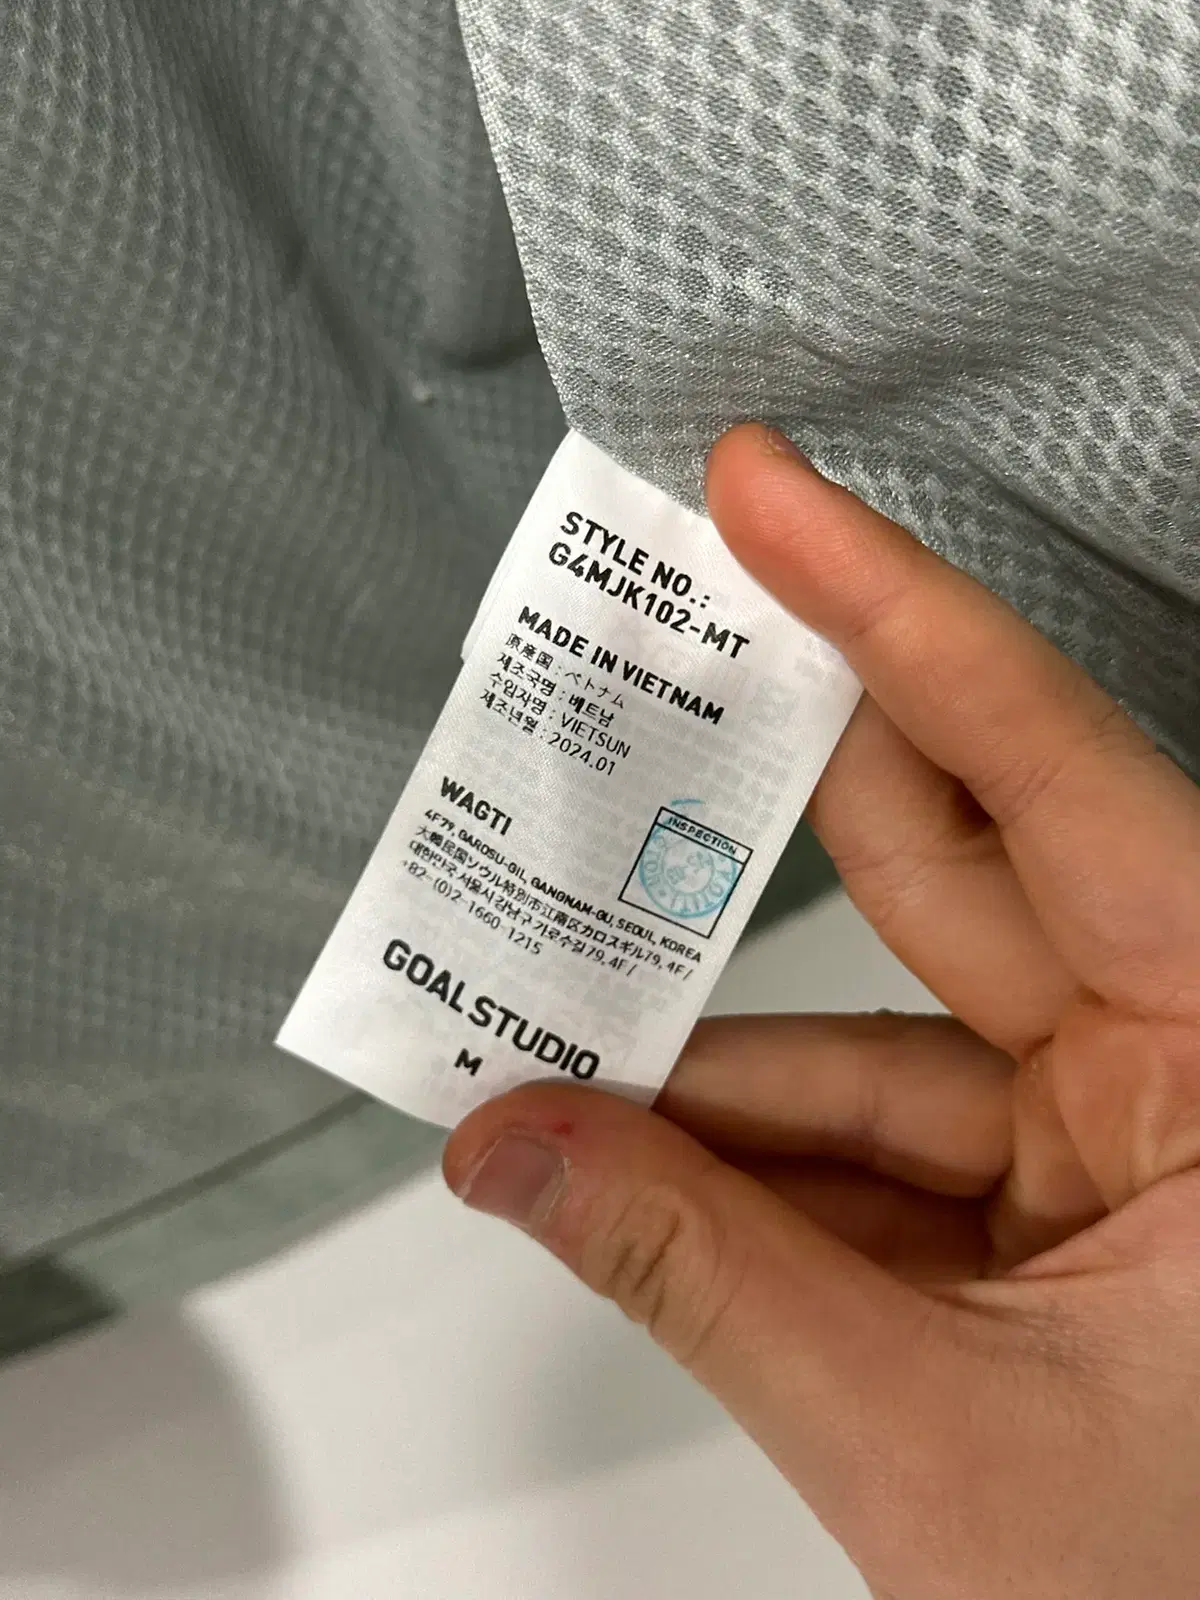 STYLE NO.:
G4MJK102-MT
MADE IN VIETNAM
原産国 : ベトナム
제조국명 : 베트남
수입자명 : VIETSUN
제조년월 : 2024.01
WAGTI
4F79, GAROSU-GIL, GANGNAM-GU, SEOUL, KOREA
大韓民国ソウル特別市江南区カロスギル79, 4F /
대한민국 서울시 강남구 가로수길 79, 4F /
+82-(0)2-1660-1215
INSPECTION
GOALSTUDIO
M